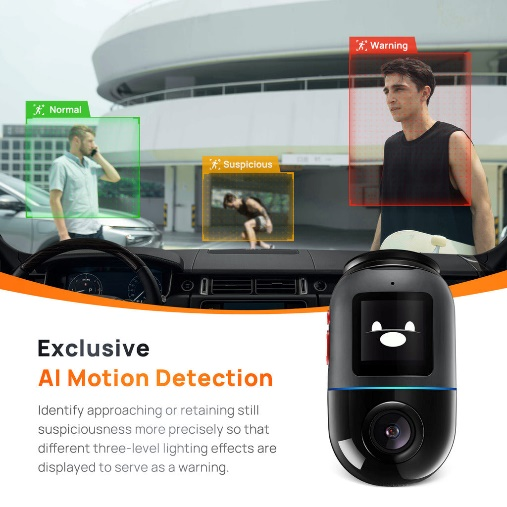 Warning
Normal
Suspicious
Exclusive
AI Motion Detection
Identify approaching or retaining still
suspiciousness more precisely so that
different three-level lighting effects are
displayed to serve as a warning.